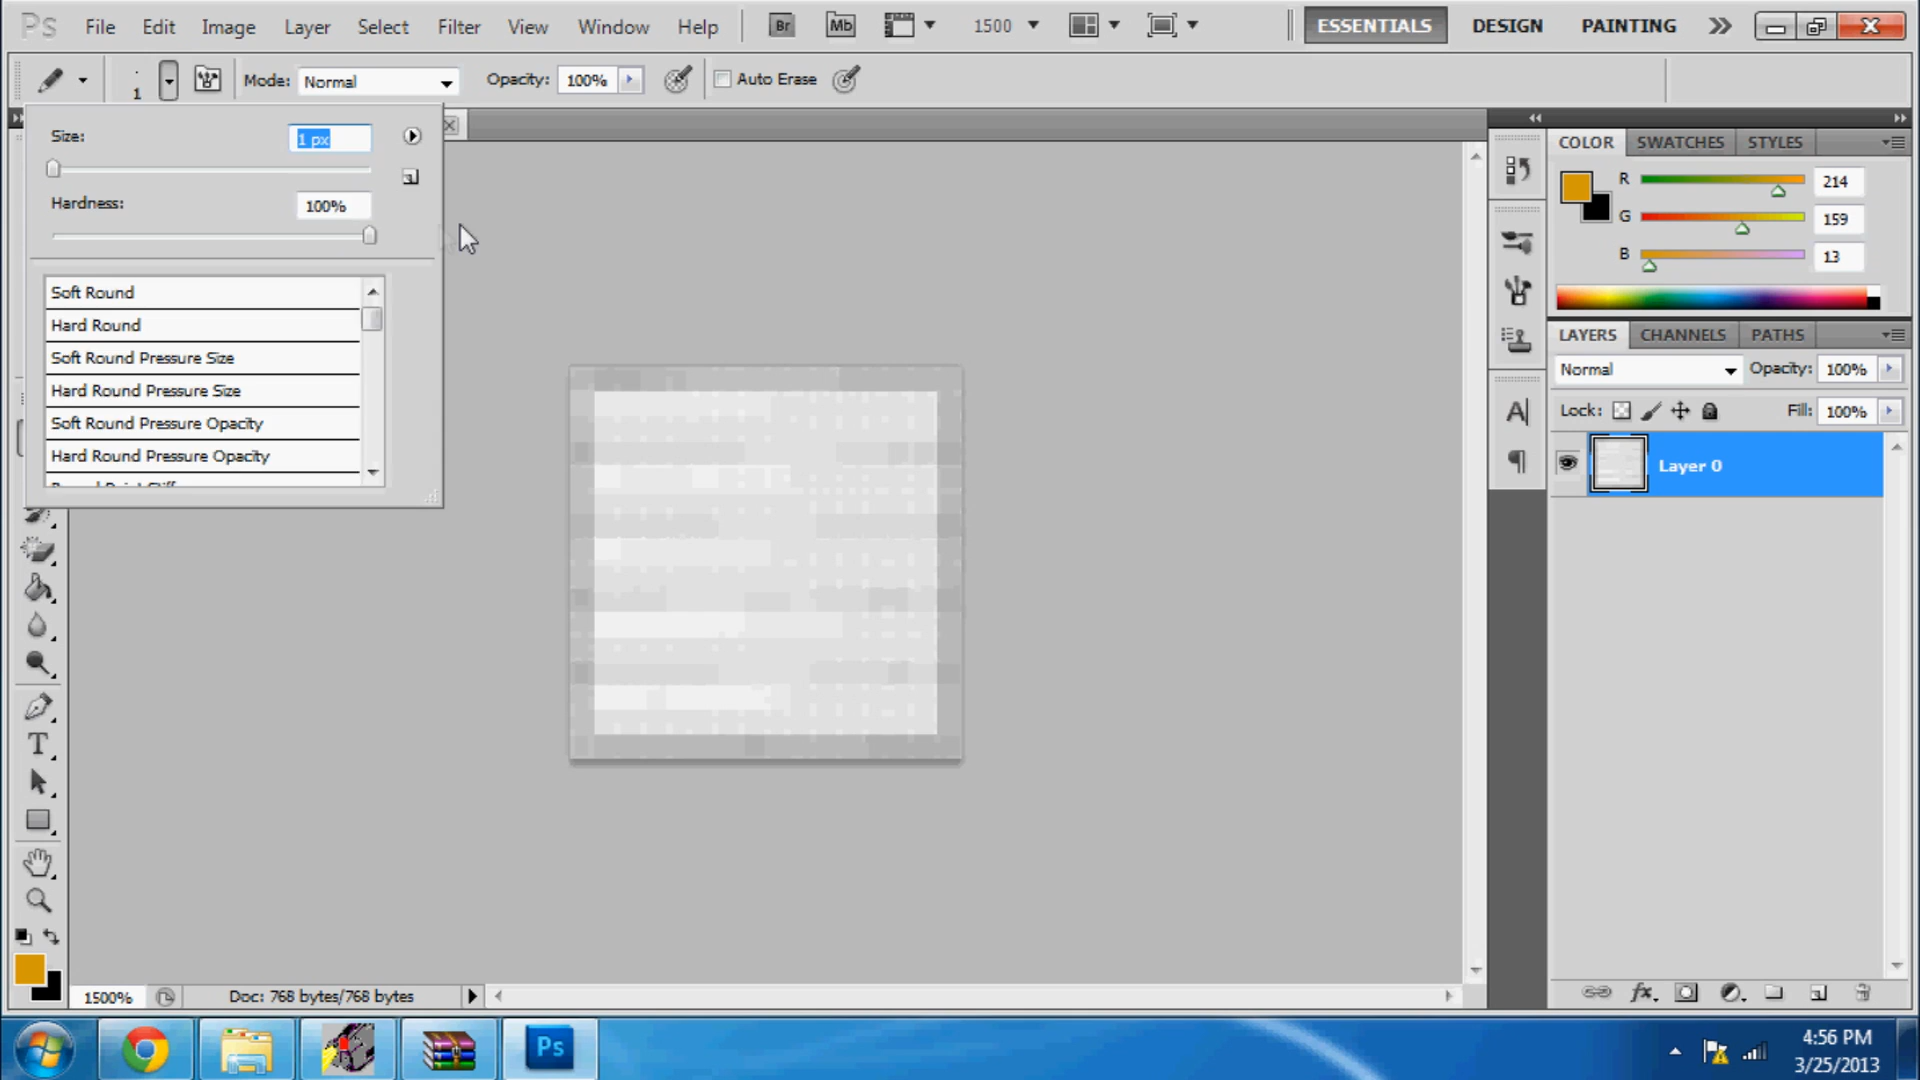 Ps File Edit Image Layer Select Filter View Window Help Br Mb 1500 ESSENTIALS DESIGN PAINTING
1 Mode: Normal Opacity: 100% Auto Erase
Size: 1 px
Hardness: 100%
Soft Round
Hard Round
Soft Round Pressure Size
Hard Round Pressure Size
Soft Round Pressure Opacity
Hard Round Pressure Opacity
COLOR SWATCHES STYLES
R 214
G 159
B 13
LAYERS CHANNELS PATHS
Normal Opacity: 100%
Lock: Fill: 100%
Layer 0
1500% Doc: 768 bytes/768 bytes
Ps
4:56 PM
3/25/2013